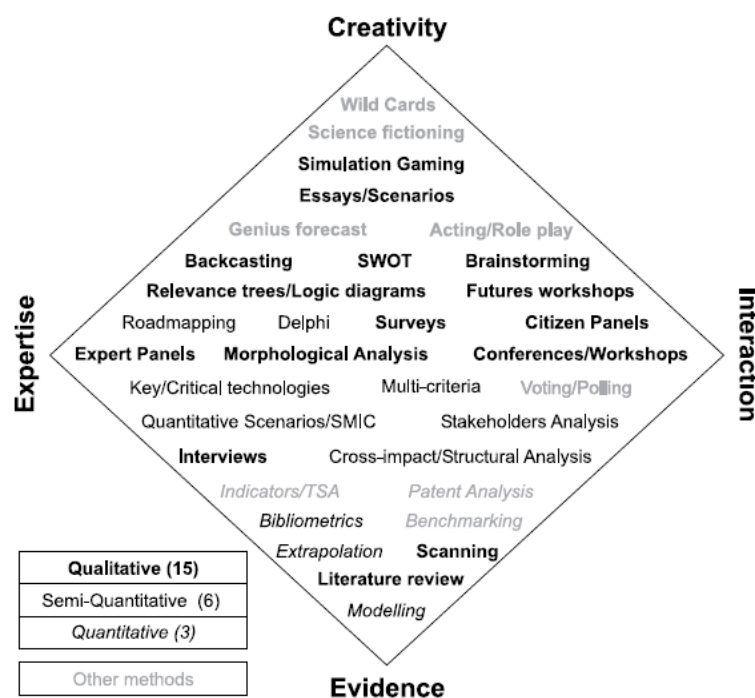 Creativity
Wild Cards
Science fictioning
Simulation Gaming
Essays/Scenarios
Genius forecast Acting/Role play
Backcasting SWOT Brainstorming
Relevance trees/Logic diagrams Futures workshops
Roadmapping Delphi Surveys Citizen Panels
Expert Panels Morphological Analysis Conferences/Workshops
Key/Critical technologies Multi-criteria Voting/Polling
Quantitative Scenarios/SMIC Stakeholders Analysis
Interviews Cross-impact/Structural Analysis
Indicators/TSA Patent Analysis
Bibliometrics Benchmarking
Extrapolation Scanning
Literature review
Modelling
Evidence
Expertise
Interaction
Qualitative (15)
Semi-Quantitative (6)
Quantitative (3)
Other methods